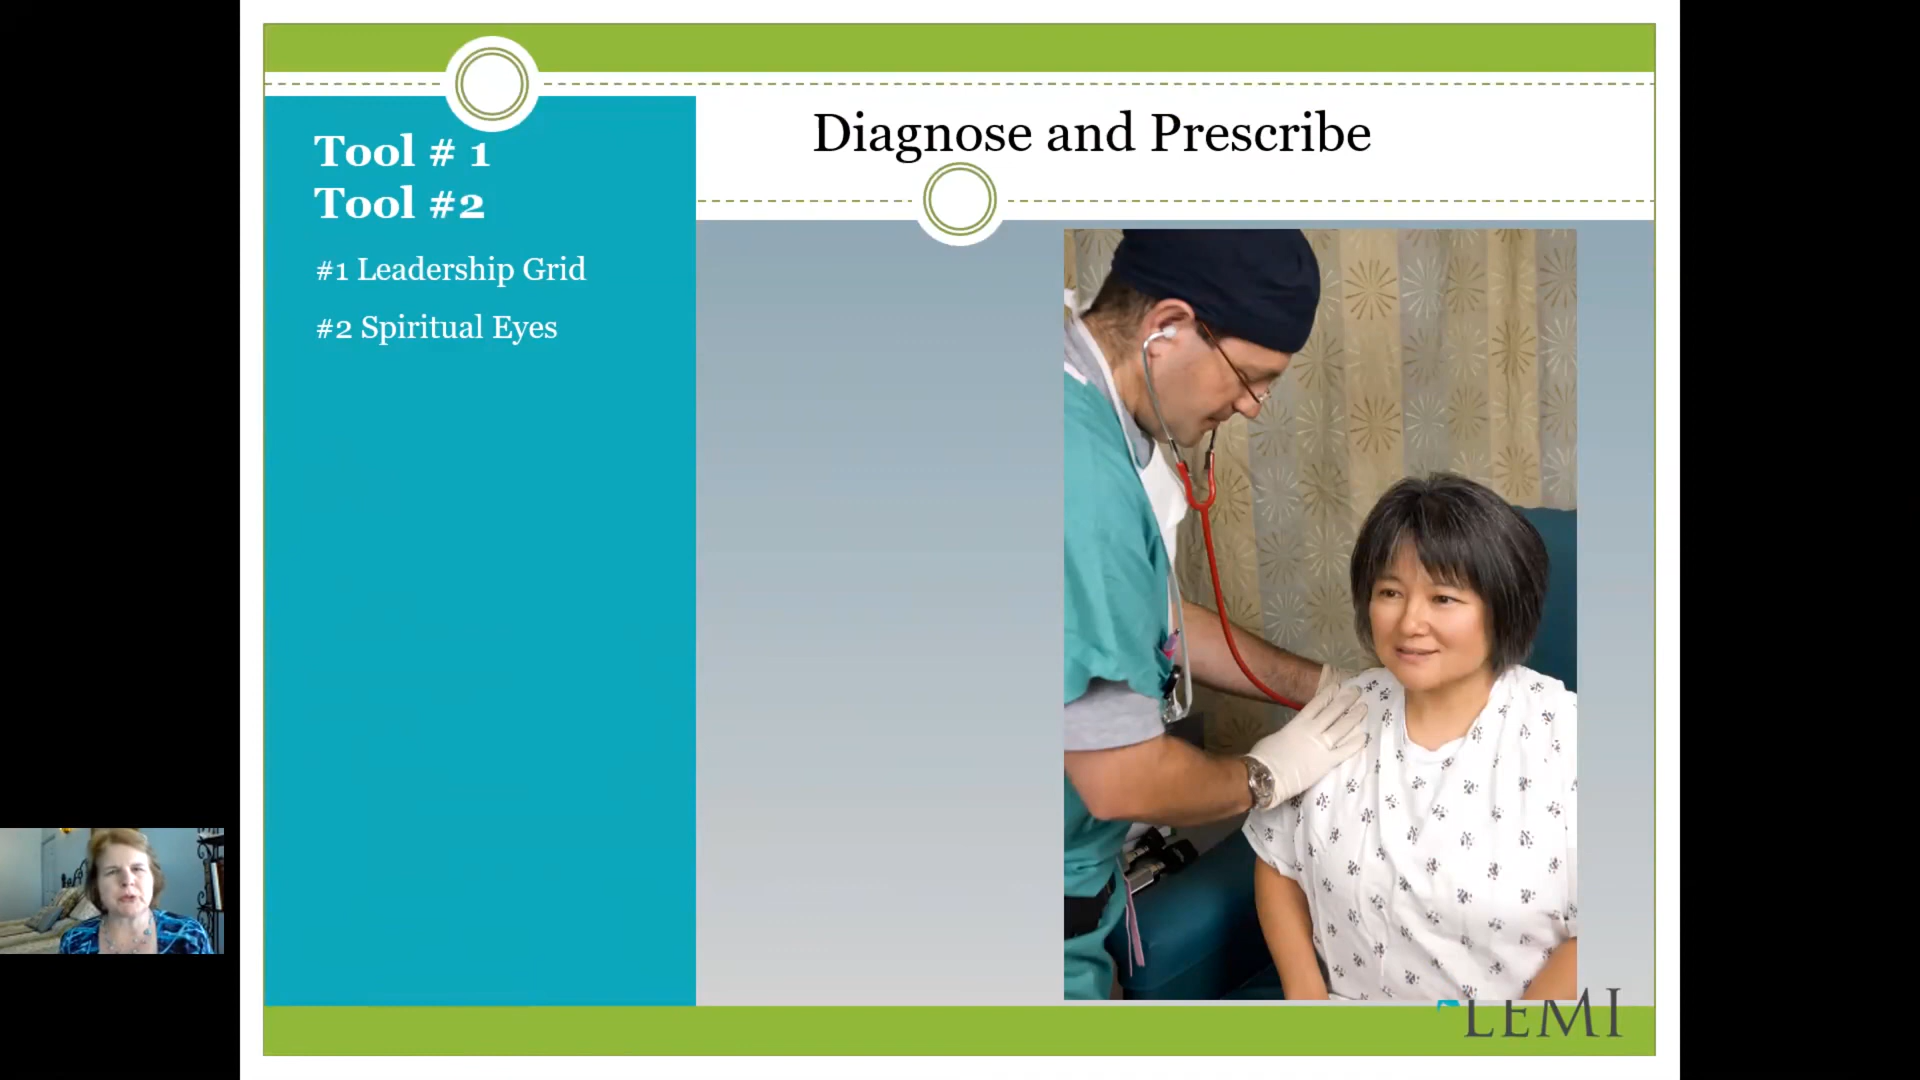 Tool # 1
Tool #2
#1 Leadership Grid
#2 Spiritual Eyes
Diagnose and Prescribe
LEMI